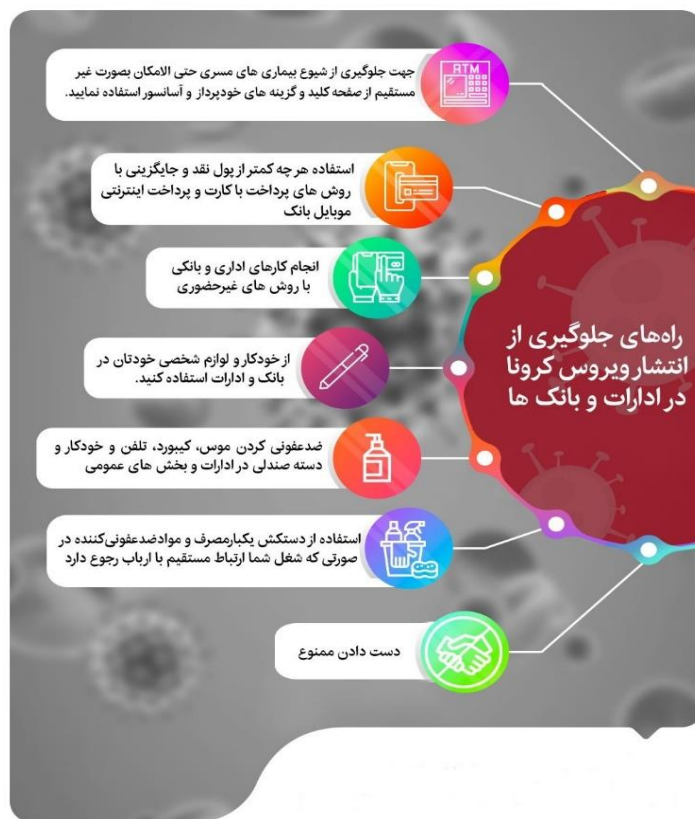 راه‌های جلوگیری از
انتشار ویروس کرونا
در ادارات و بانک ها
ATM
جهت جلوگیری از شیوع بیماری های مسری حتی الامکان بصورت غیر
مستقیم از صفحه کلید و گزینه های خودپرداز و آسانسور استفاده نمایید.
استفاده هر چه کمتر از پول نقد و جایگزینی با
روش های پرداخت با کارت و پرداخت اینترنتی
موبایل بانک
انجام کارهای اداری و بانکی
با روش های غیرحضوری
از خودکار و لوازم شخصی خودتان در
بانک و ادارات استفاده کنید.
ضدعفونی کردن موس، کیبورد، تلفن و خودکار و
دسته صندلی در ادارات و بخش های عمومی
استفاده از دستکش یکبارمصرف و موادضدعفونی‌کننده در
صورتی که شغل شما ارتباط مستقیم با ارباب رجوع دارد
دست دادن ممنوع